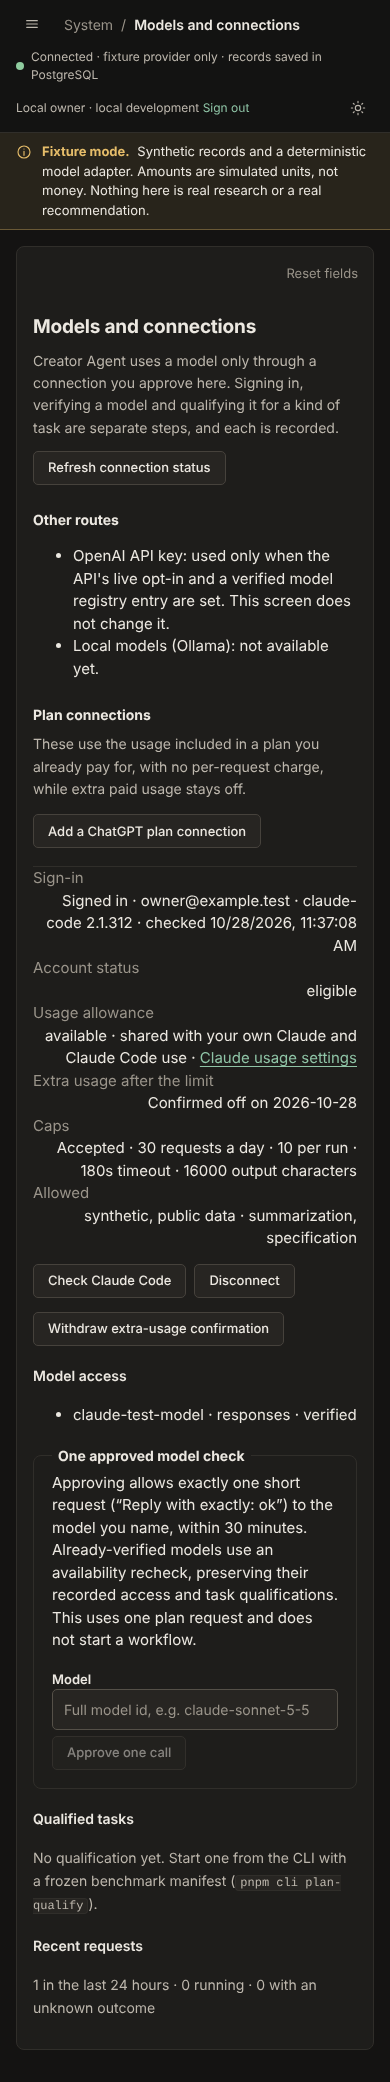 System / Models and connections
Connected · fixture provider only · records saved in
PostgreSQL
Local owner · local development Sign out
Fixture mode. Synthetic records and a deterministic
model adapter. Amounts are simulated units, not
money. Nothing here is real research or a real
recommendation.
Reset fields
Models and connections
Creator Agent uses a model only through a
connection you approve here. Signing in,
verifying a model and qualifying it for a kind of
task are separate steps, and each is recorded.
Refresh connection status
Other routes
• OpenAI API key: used only when the
API's live opt-in and a verified model
registry entry are set. This screen does
not change it.
• Local models (Ollama): not available
yet.
Plan connections
These use the usage included in a plan you
already pay for, with no per-request charge,
while extra paid usage stays off.
Add a ChatGPT plan connection
Sign-in
Signed in · owner@example.test · claude-
code 2.1.312 · checked 10/28/2026, 11:37:08
AM
Account status
eligible
Usage allowance
available · shared with your own Claude and
Claude Code use · Claude usage settings
Extra usage after the limit
Confirmed off on 2026-10-28
Caps
Accepted · 30 requests a day · 10 per run ·
180s timeout · 16000 output characters
Allowed
synthetic, public data · summarization,
specification
Check Claude Code Disconnect
Withdraw extra-usage confirmation
Model access
• claude-test-model · responses · verified
One approved model check
Approving allows exactly one short
request (“Reply with exactly: ok”) to the
model you name, within 30 minutes.
Already-verified models use an
availability recheck, preserving their
recorded access and task qualifications.
This uses one plan request and does
not start a workflow.
Model
Full model id, e.g. claude-sonnet-5-5
Approve one call
Qualified tasks
No qualification yet. Start one from the CLI with
a frozen benchmark manifest ( pnpm cli plan-
qualify ).
Recent requests
1 in the last 24 hours · 0 running · 0 with an
unknown outcome